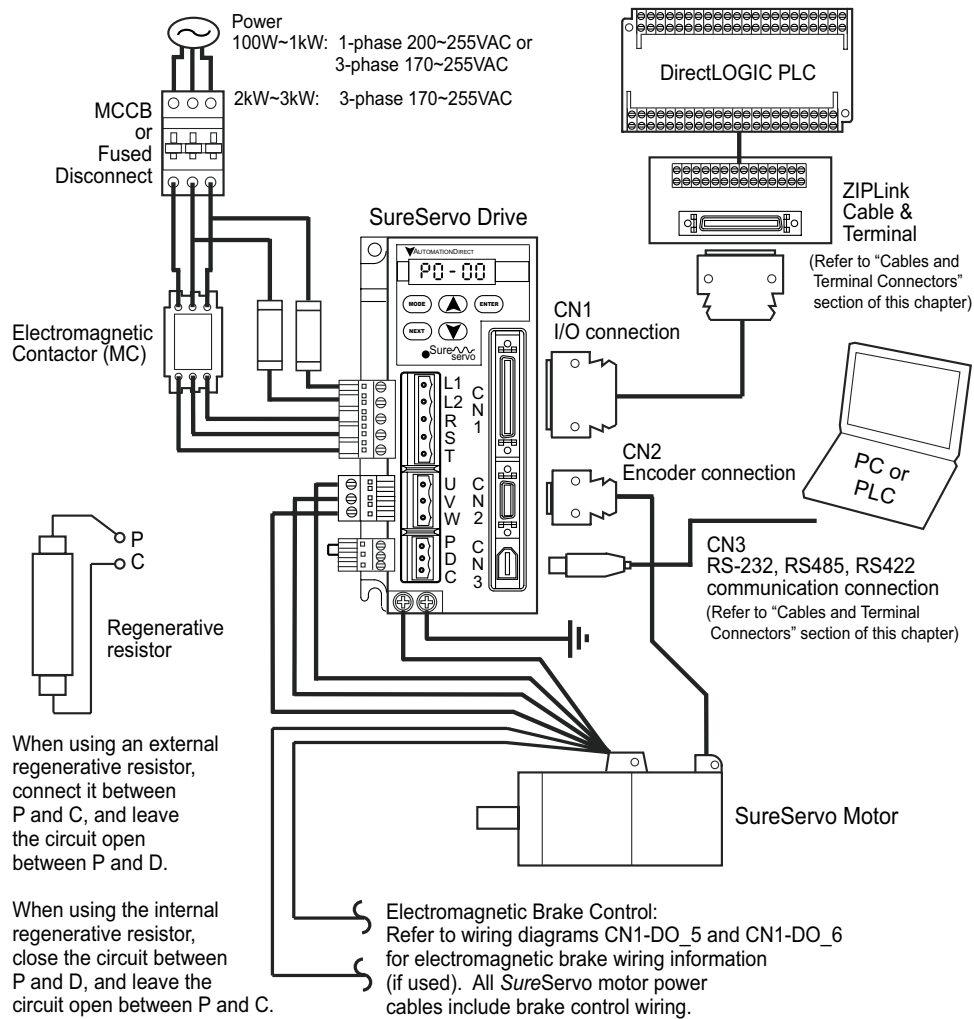 Power
100W~1kW: 1-phase 200~255VAC or
3-phase 170~255VAC
2kW~3kW: 3-phase 170~255VAC
MCCB
or
Fused
Disconnect
DirectLOGIC PLC
ZIPLink
Cable &
Terminal
(Refer to “Cables and
Terminal Connectors”
section of this chapter)
SureServo Drive
AUTOMATIONDIRECT
P0-00
MODE
ENTER
NEXT
Sure servo
Electromagnetic
Contactor (MC)
L1
L2
R
S
T
U
V
W
P
D
C
CN1
CN2
CN3
CN1
I/O connection
CN2
Encoder connection
PC or
PLC
CN3
RS-232, RS485, RS422
communication connection
(Refer to “Cables and Terminal
Connectors” section of this chapter)
P
C
Regenerative
resistor
When using an external
regenerative resistor,
connect it between
P and C, and leave
the circuit open
between P and D.
When using the internal
regenerative resistor,
close the circuit between
P and D, and leave the
circuit open between P and C.
SureServo Motor
Electromagnetic Brake Control:
Refer to wiring diagrams CN1-DO_5 and CN1-DO_6
for electromagnetic brake wiring information
(if used). All SureServo motor power
cables include brake control wiring.